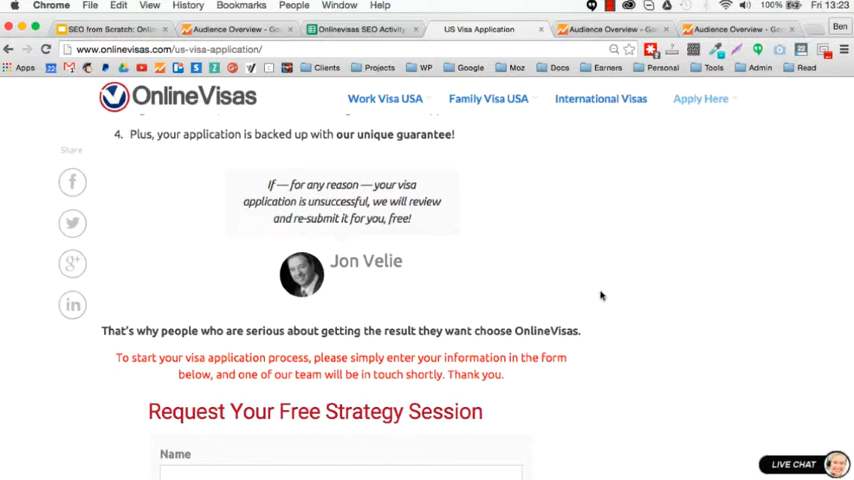 Chrome File Edit View History Bookmarks People Window Help 100% Fri 13:23
SEO from Scratch: Onlinevi Audience Overview - Goo Onlinevisas SEO Activity US Visa Application Audience Overview - Go Audience Overview - Go Ben
www.onlinevisas.com/us-visa-application/
Apps Clients Projects WP Google Moz Docs Earners Personal Tools Admin Read
OnlineVisas Work Visa USA Family Visa USA International Visas Apply Here
4. Plus, your application is backed up with our unique guarantee!
Share
If — for any reason — your visa
application is unsuccessful, we will review
and re-submit it for you, free!
Jon Velie
That's why people who are serious about getting the result they want choose OnlineVisas.
To start your visa application process, please simply enter your information in the form
below, and one of our team will be in touch shortly. Thank you.
Request Your Free Strategy Session
Name
LIVE CHAT